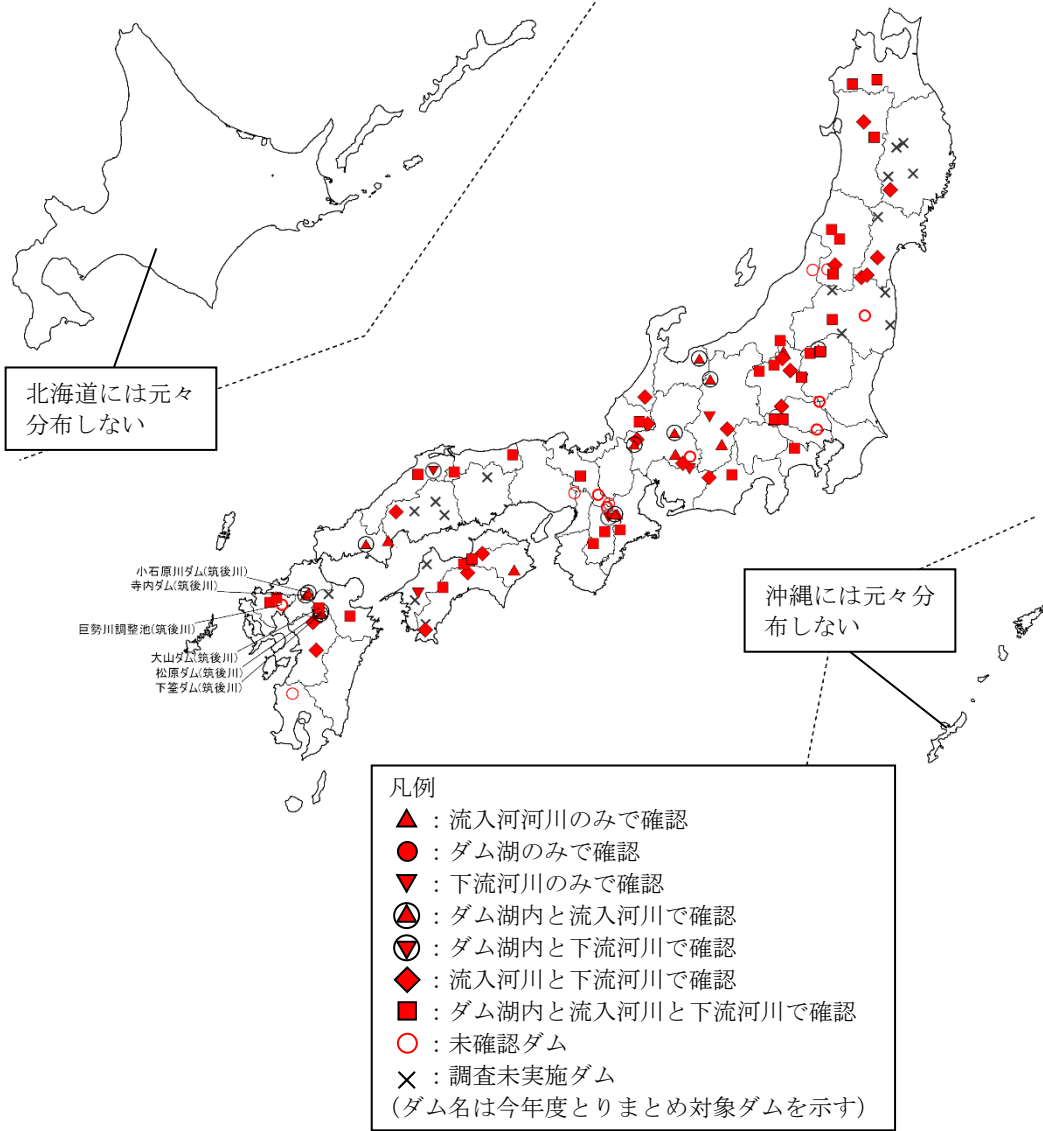 北海道には元々
分布しない
小石原川ダム(筑後川)
寺内ダム(筑後川)
巨勢川調整池(筑後川)
大山ダム(筑後川)
松原ダム(筑後川)
下筌ダム(筑後川)
沖縄には元々分
布しない
凡例
：流入河河川のみで確認
：ダム湖のみで確認
：下流河川のみで確認
：ダム湖内と流入河川で確認
：ダム湖内と下流河川で確認
：流入河川と下流河川で確認
：ダム湖内と流入河川と下流河川で確認
：未確認ダム
：調査未実施ダム
(ダム名は今年度とりまとめ対象ダムを示す)